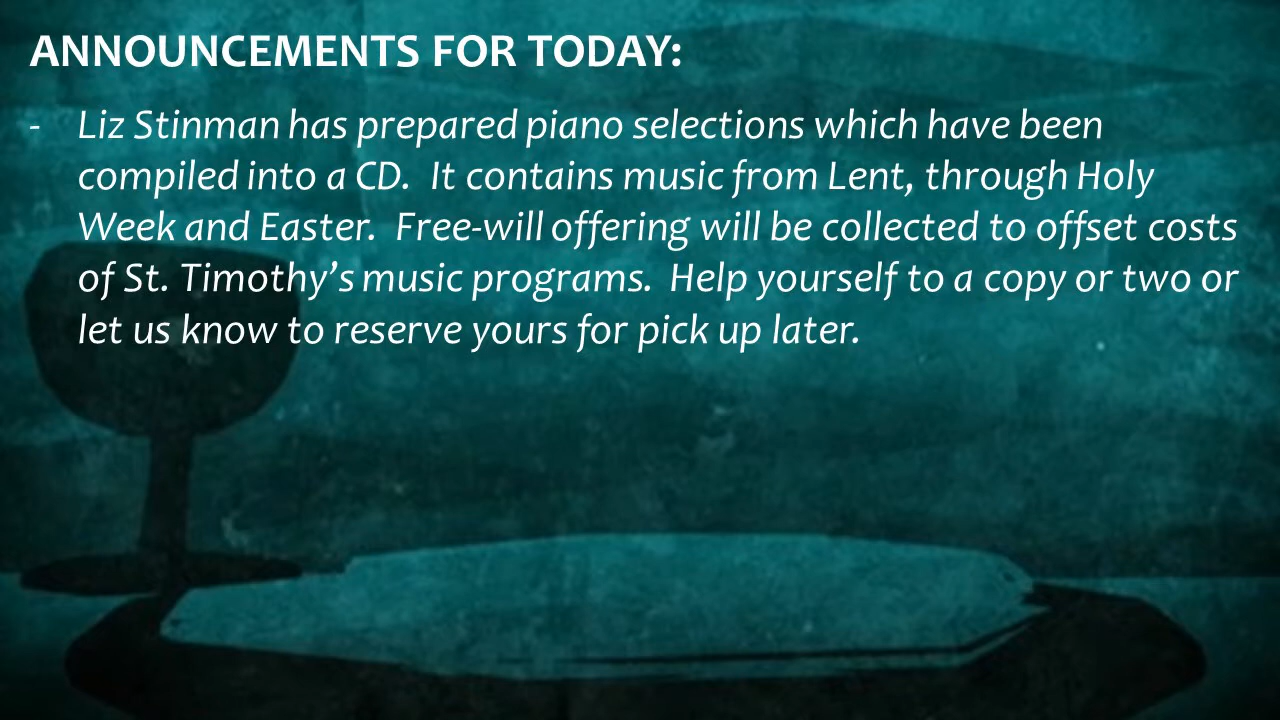 ANNOUNCEMENTS FOR TODAY:
- Liz Stinman has prepared piano selections which have been
compiled into a CD.  It contains music from Lent, through Holy
Week and Easter.  Free-will offering will be collected to offset costs
of St. Timothy’s music programs.  Help yourself to a copy or two or
let us know to reserve yours for pick up later.